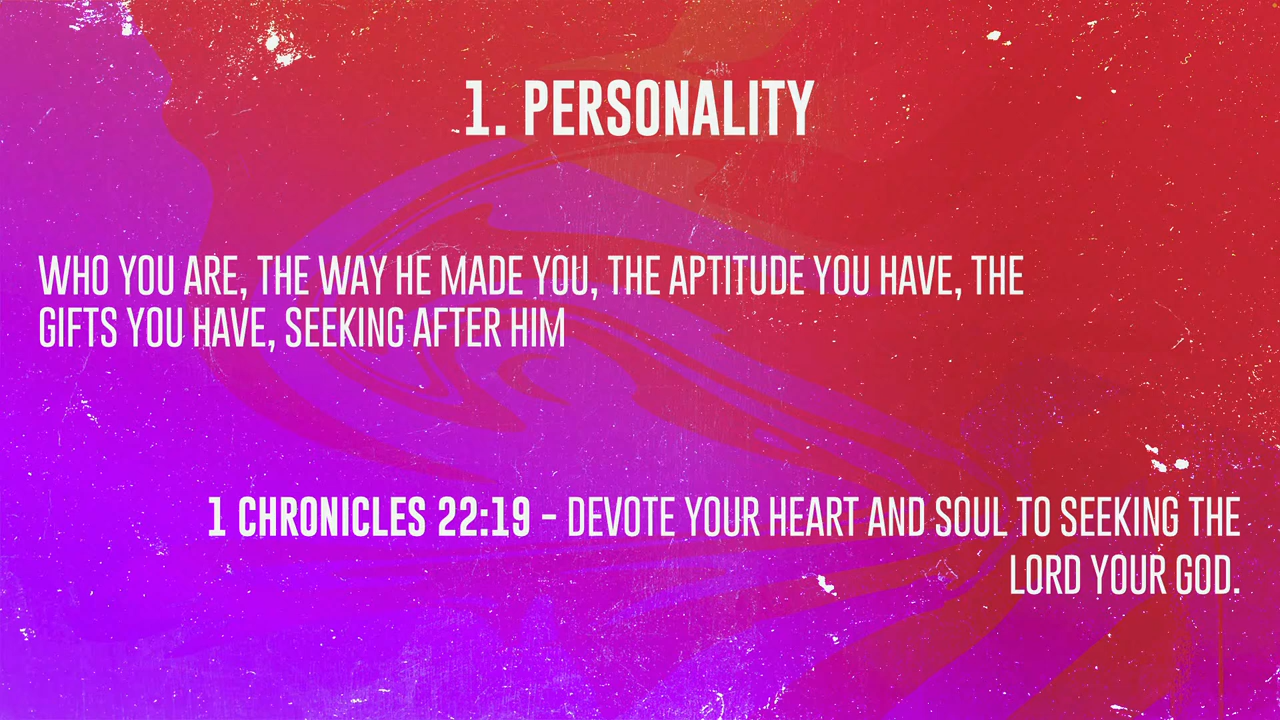 1. PERSONALITY
WHO YOU ARE, THE WAY HE MADE YOU, THE APTITUDE YOU HAVE, THE
GIFTS YOU HAVE, SEEKING AFTER HIM
1 CHRONICLES 22:19 - DEVOTE YOUR HEART AND SOUL TO SEEKING THE
LORD YOUR GOD.